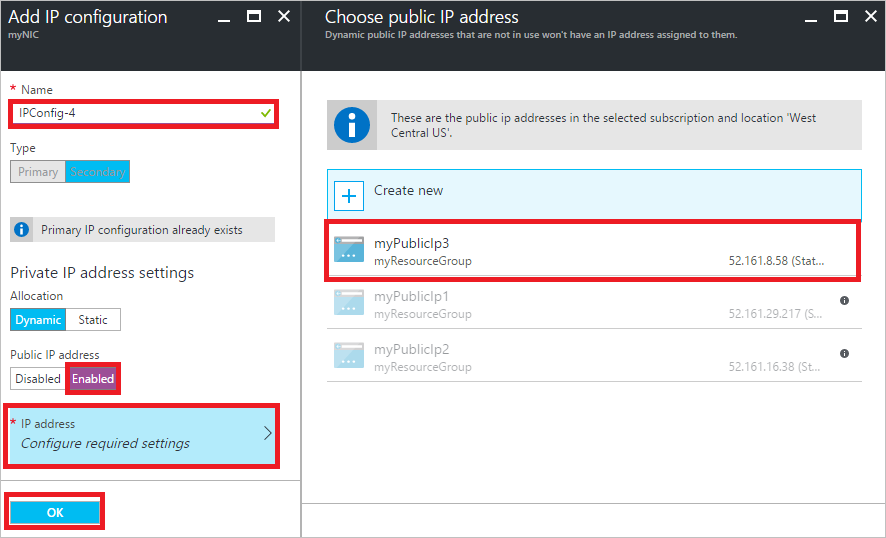 Add IP configuration
myNIC
* Name
IPConfig-4
Type
Primary Secondary
Primary IP configuration already exists
Private IP address settings
Allocation
Dynamic Static
Public IP address
Disabled Enabled
* IP address
Configure required settings
OK
Choose public IP address
Dynamic public IP addresses that are not in use won't have an IP address assigned to them.
These are the public ip addresses in the selected subscription and location 'West
Central US'.
Create new
myPublicIp3
myResourceGroup 52.161.8.58 (Stat...
myPublicIp1
myResourceGroup 52.161.29.217 (S...
myPublicIp2
myResourceGroup 52.161.16.38 (St...